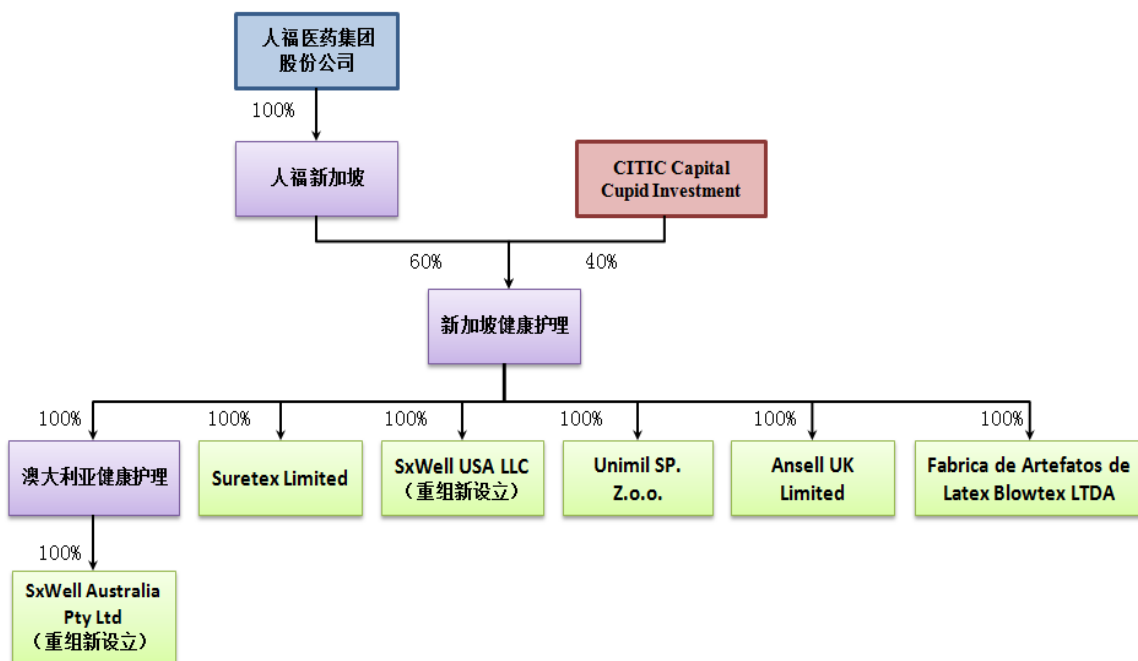 人福医药集团
股份公司
100%
人福新加坡
CITIC Capital
Cupid Investment
60%
40%
新加坡健康护理
100%
100%
100%
100%
100%
100%
澳大利亚健康护理
Suretex Limited
SxWell USA LLC
（重组新设立）
Unimil SP.
Z.o.o.
Ansell UK
Limited
Fabrica de Artefatos de
Latex Blowtex LTDA
100%
SxWell Australia
Pty Ltd
（重组新设立）